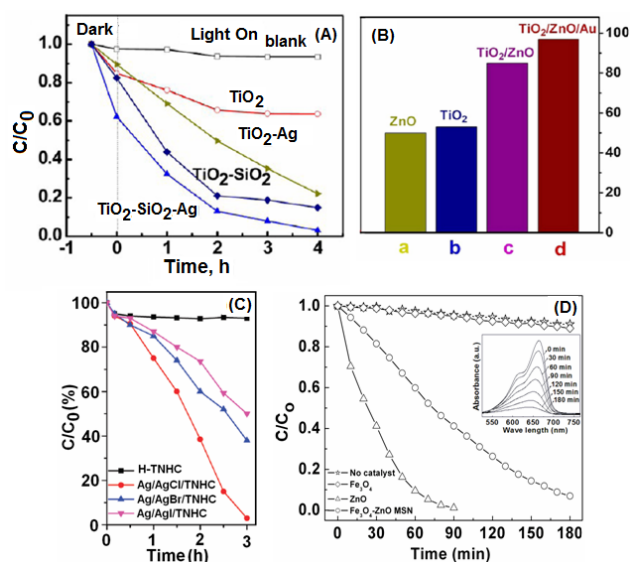 Dark
Light On
blank
(A)
TiO₂
TiO₂-Ag
TiO₂-SiO₂
TiO₂-SiO₂-Ag
C/C₀
1.0
0.8
0.6
0.4
0.2
0.0
-1 0 1 2 3 4
Time, h
(B)
TiO₂/ZnO/Au
TiO₂/ZnO
ZnO
TiO₂
100
80
60
40
20
0
a b c d
(C)
C/C₀ (%)
100
80
60
40
20
0
H-TNHC
Ag/AgCl/TNHC
Ag/AgBr/TNHC
Ag/AgI/TNHC
0 1 2 3
Time (h)
(D)
C/Co
1.0
0.8
0.6
0.4
0.2
0.0
Absorbance (a.u.)
0 min
30 min
60 min
90 min
120 min
150 min
180 min
550 600 650 700 750
Wave length (nm)
No catalyst
Fe₃O₄
ZnO
Fe₃O₄-ZnO MSN
0 30 60 90 120 150 180
Time (min)